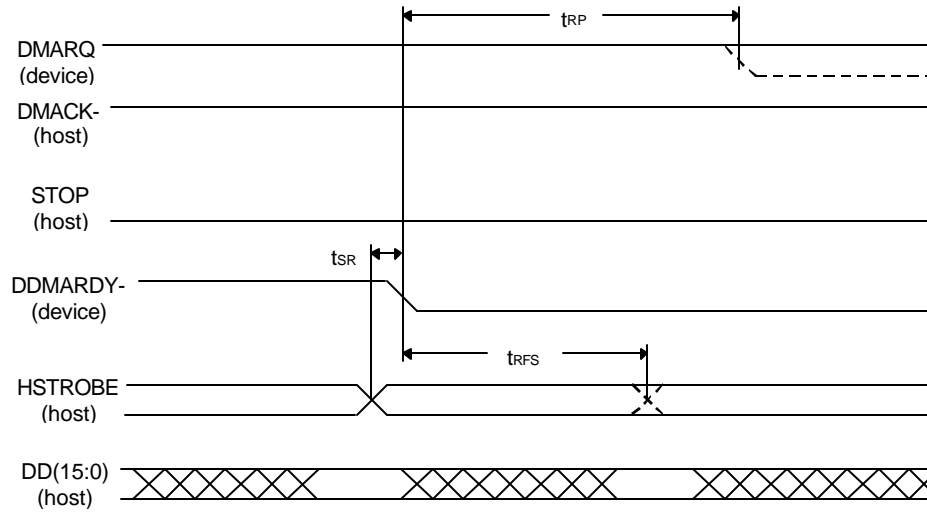 tRP
DMARQ
(device)
DMACK-
(host)
STOP
(host)
tSR
DDMARDY-
(device)
tRFS
HSTROBE
(host)
DD(15:0)
(host)